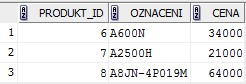 PRODUKT_ID OZNACENI CENA
1 6 A600N 34000
2 7 A2500H 21000
3 8 A8JN-4P019M 64000